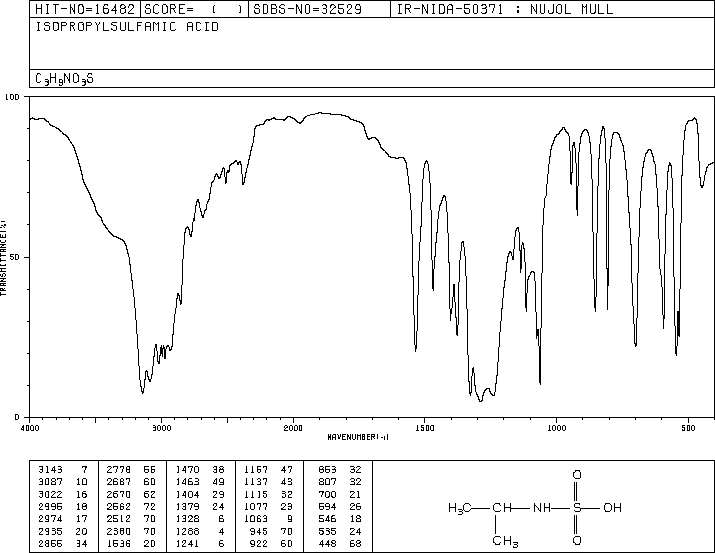 HIT-NO=16482 SCORE= ( ) SDBS-NO=32529 IR-NIDA-50371 : NUJOL MULL
ISOPROPYLSULFAMIC ACID
C3H9NO3S
100
50
0
TRANSMITTANCE(%)
4000 3000 2000 1500 1000 500
WAVENUMBER(-1)
3143 7 2778 55 1470 38 1167 47 853 32
3087 10 2687 60 1463 49 1137 43 807 32
3022 16 2670 62 1404 29 1115 32 700 21
2995 18 2562 72 1379 24 1077 23 594 26
2974 17 2512 70 1328 6 1063 9 546 18
2935 20 2380 70 1288 4 945 70 535 24
2855 34 1536 20 1241 6 922 60 448 68
O
H3C CH NH S OH
CH3 O